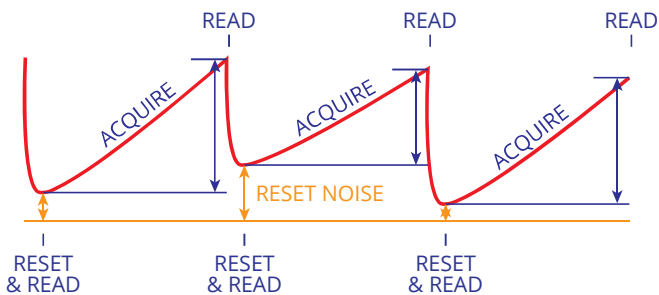 READ
READ
READ
ACQUIRE
ACQUIRE
ACQUIRE
RESET NOISE
RESET
& READ
RESET
& READ
RESET
& READ